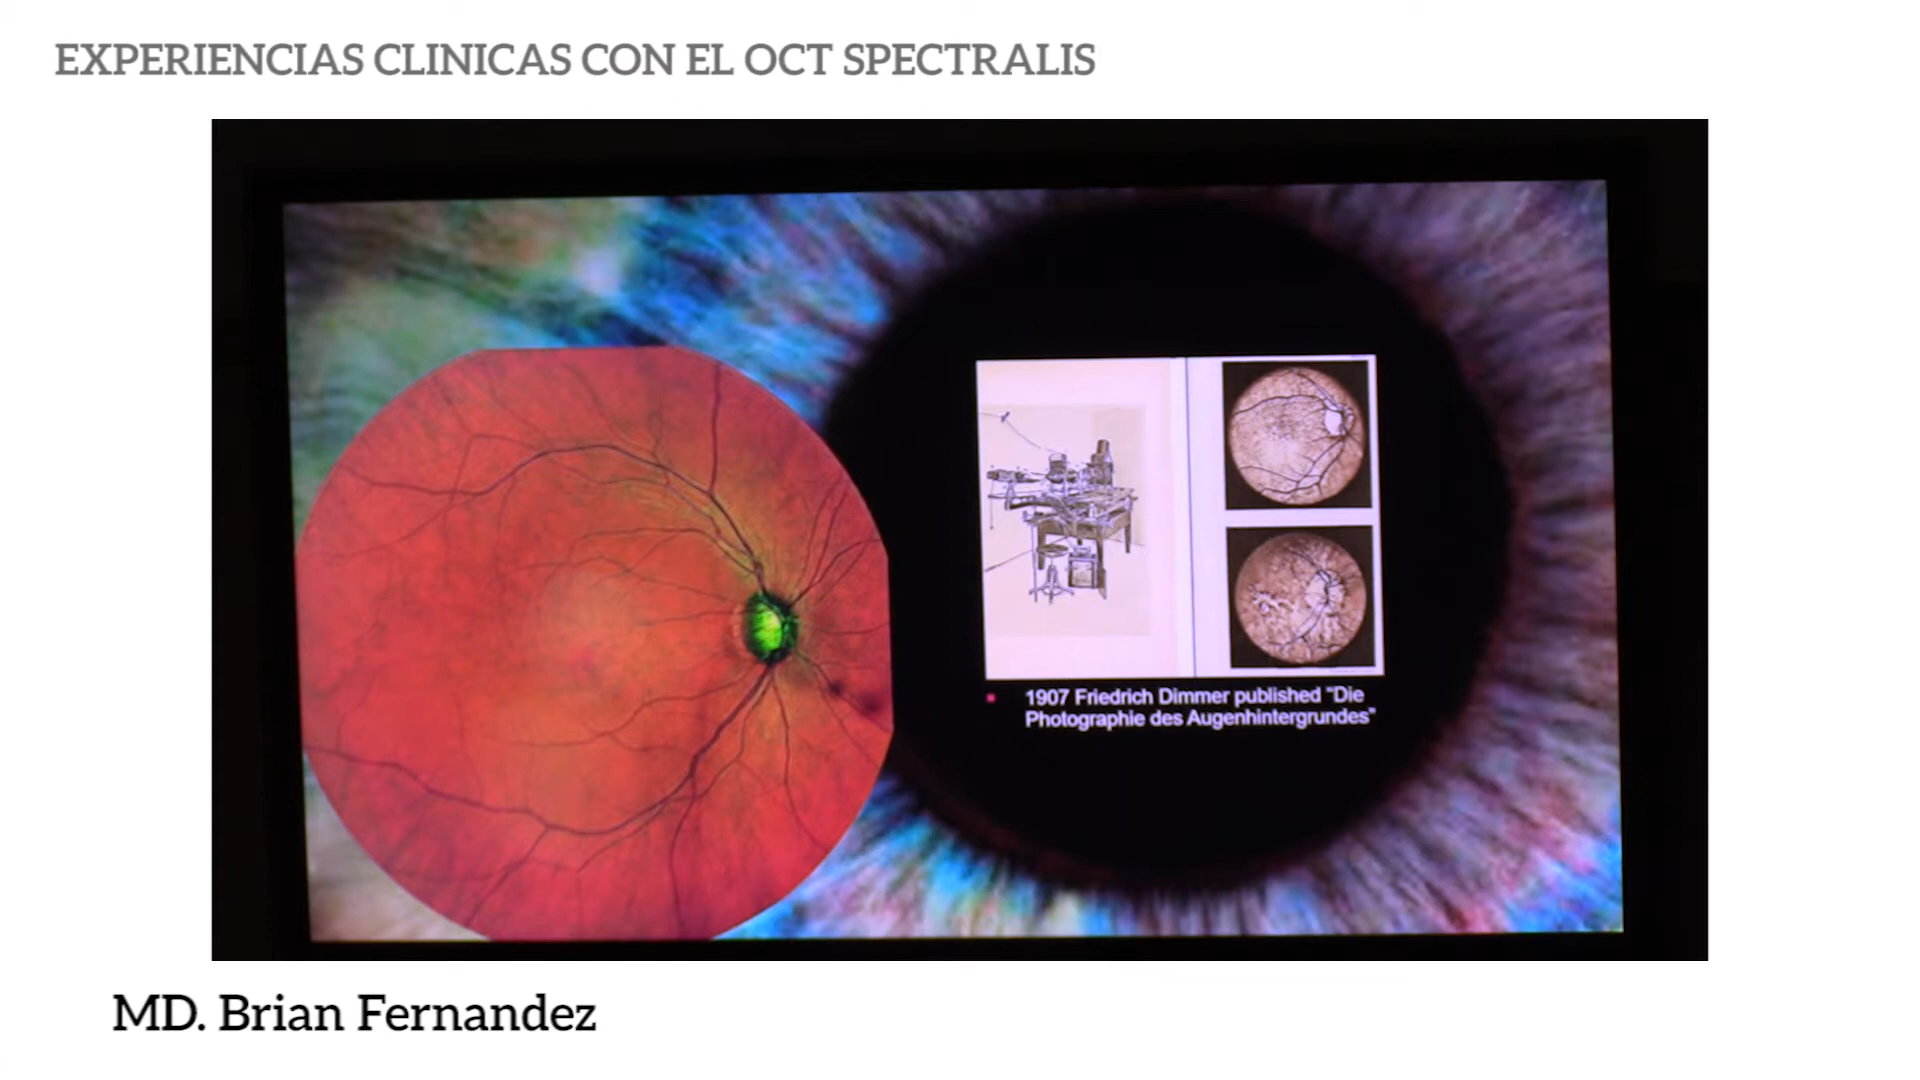 EXPERIENCIAS CLINICAS CON EL OCT SPECTRALIS
1907 Friedrich Dimmer published "Die
Photographie des Augenhintergrundes"
MD. Brian Fernandez